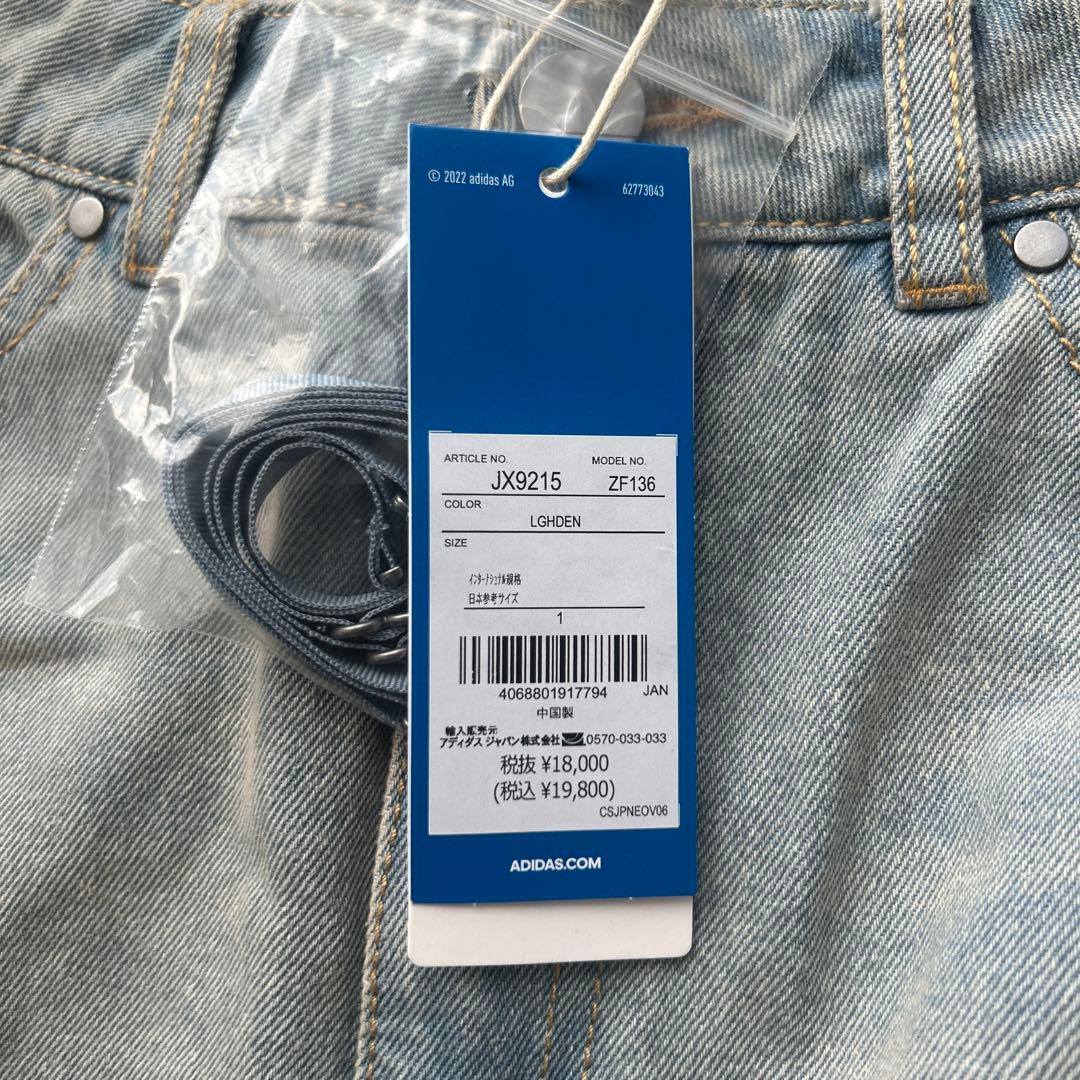 © 2022 adidas AG 62773043
ARTICLE NO. MODEL NO.
JX9215 ZF136
COLOR
LGHDEN
SIZE
インターナショナル規格
日本参考サイズ
1
4068801917794 JAN
中国製
輸入販売元
アディダス ジャパン株式会社 0570-033-033
税抜 ¥18,000
(税込 ¥19,800)
CSJPNEOV06
ADIDAS.COM